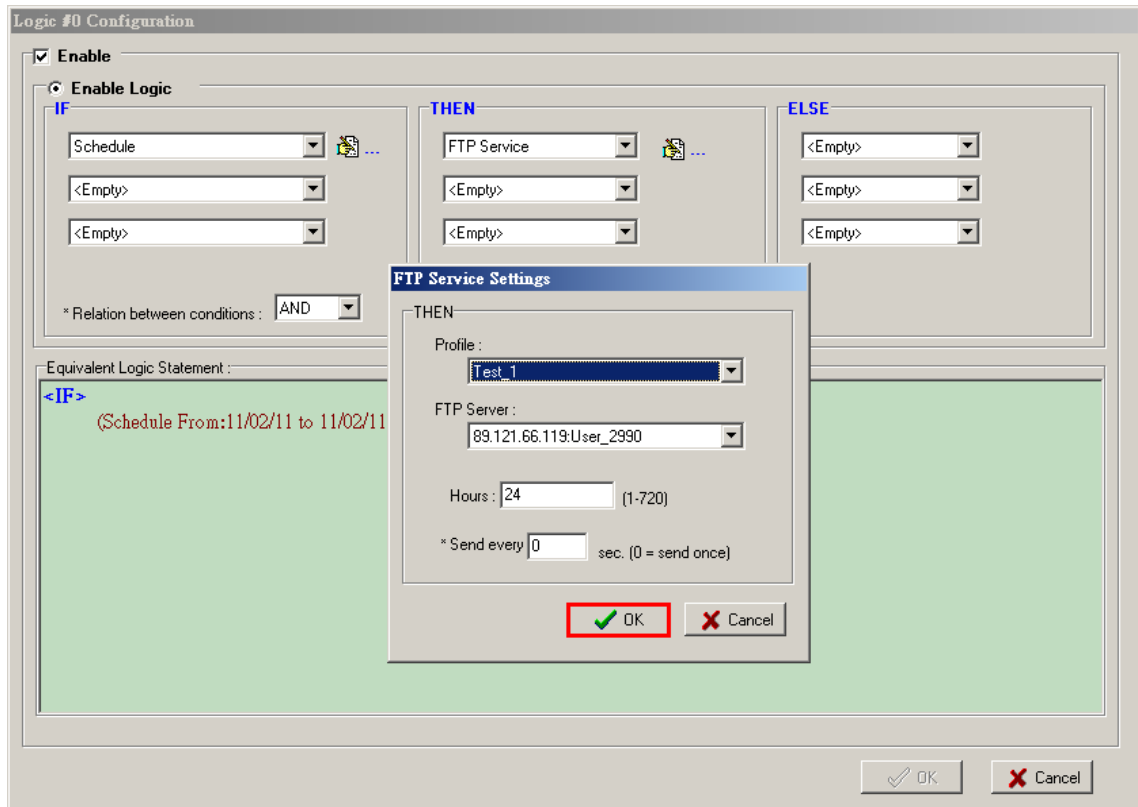 Logic #0 Configuration
Enable
Enable Logic
IF
THEN
ELSE
Schedule
...
FTP Service
...
<Empty>
<Empty>
<Empty>
<Empty>
<Empty>
<Empty>
<Empty>
* Relation between conditions :
AND
Equivalent Logic Statement :
<IF>
(Schedule From:11/02/11 to 11/02/11
FTP Service Settings
THEN
Profile :
Test_1
FTP Server :
89.121.66.119:User_2990
Hours : 24 (1-720)
* Send every 0 sec. (0 = send once)
OK
Cancel
OK
Cancel